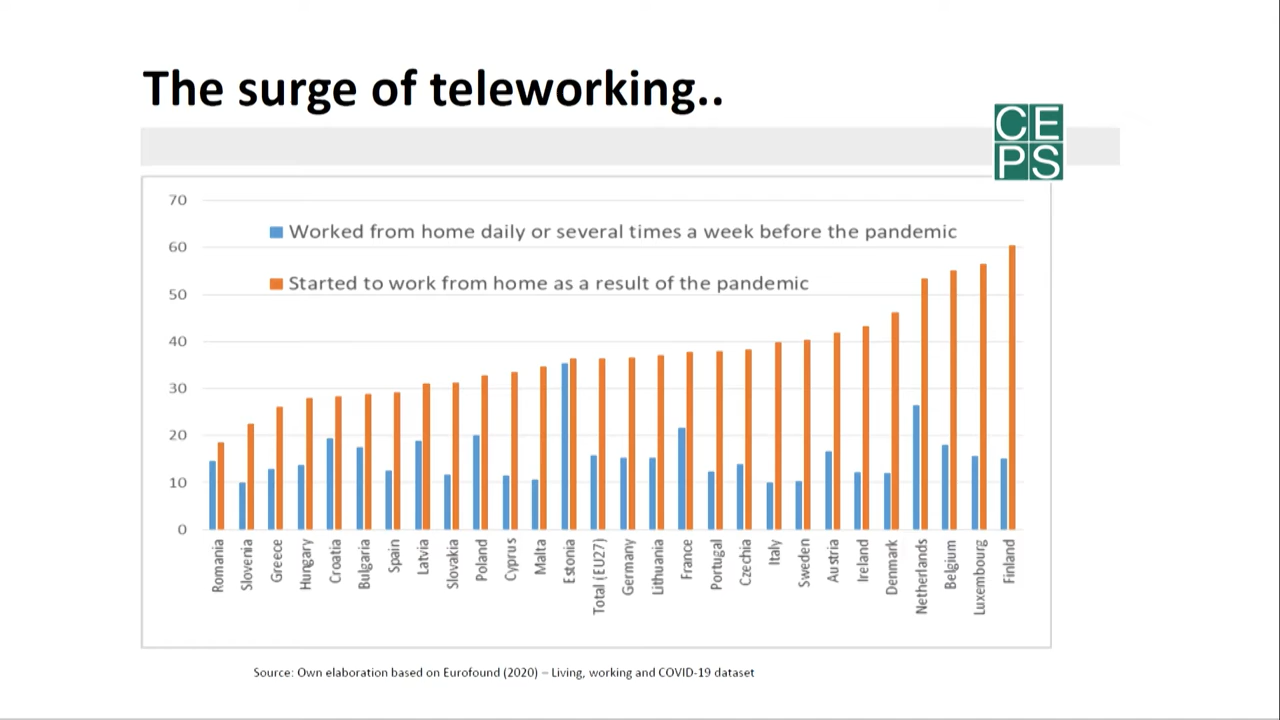 The surge of teleworking..
CE
PS
70
Worked from home daily or several times a week before the pandemic
60
Started to work from home as a result of the pandemic
50
40
30
20
10
0
Romania
Slovenia
Greece
Hungary
Croatia
Bulgaria
Spain
Latvia
Slovakia
Poland
Cyprus
Malta
Estonia
Total (EU27)
Germany
Lithuania
France
Portugal
Czechia
Italy
Sweden
Austria
Ireland
Denmark
Netherlands
Belgium
Luxembourg
Finland
Source: Own elaboration based on Eurofound (2020) – Living, working and COVID-19 dataset